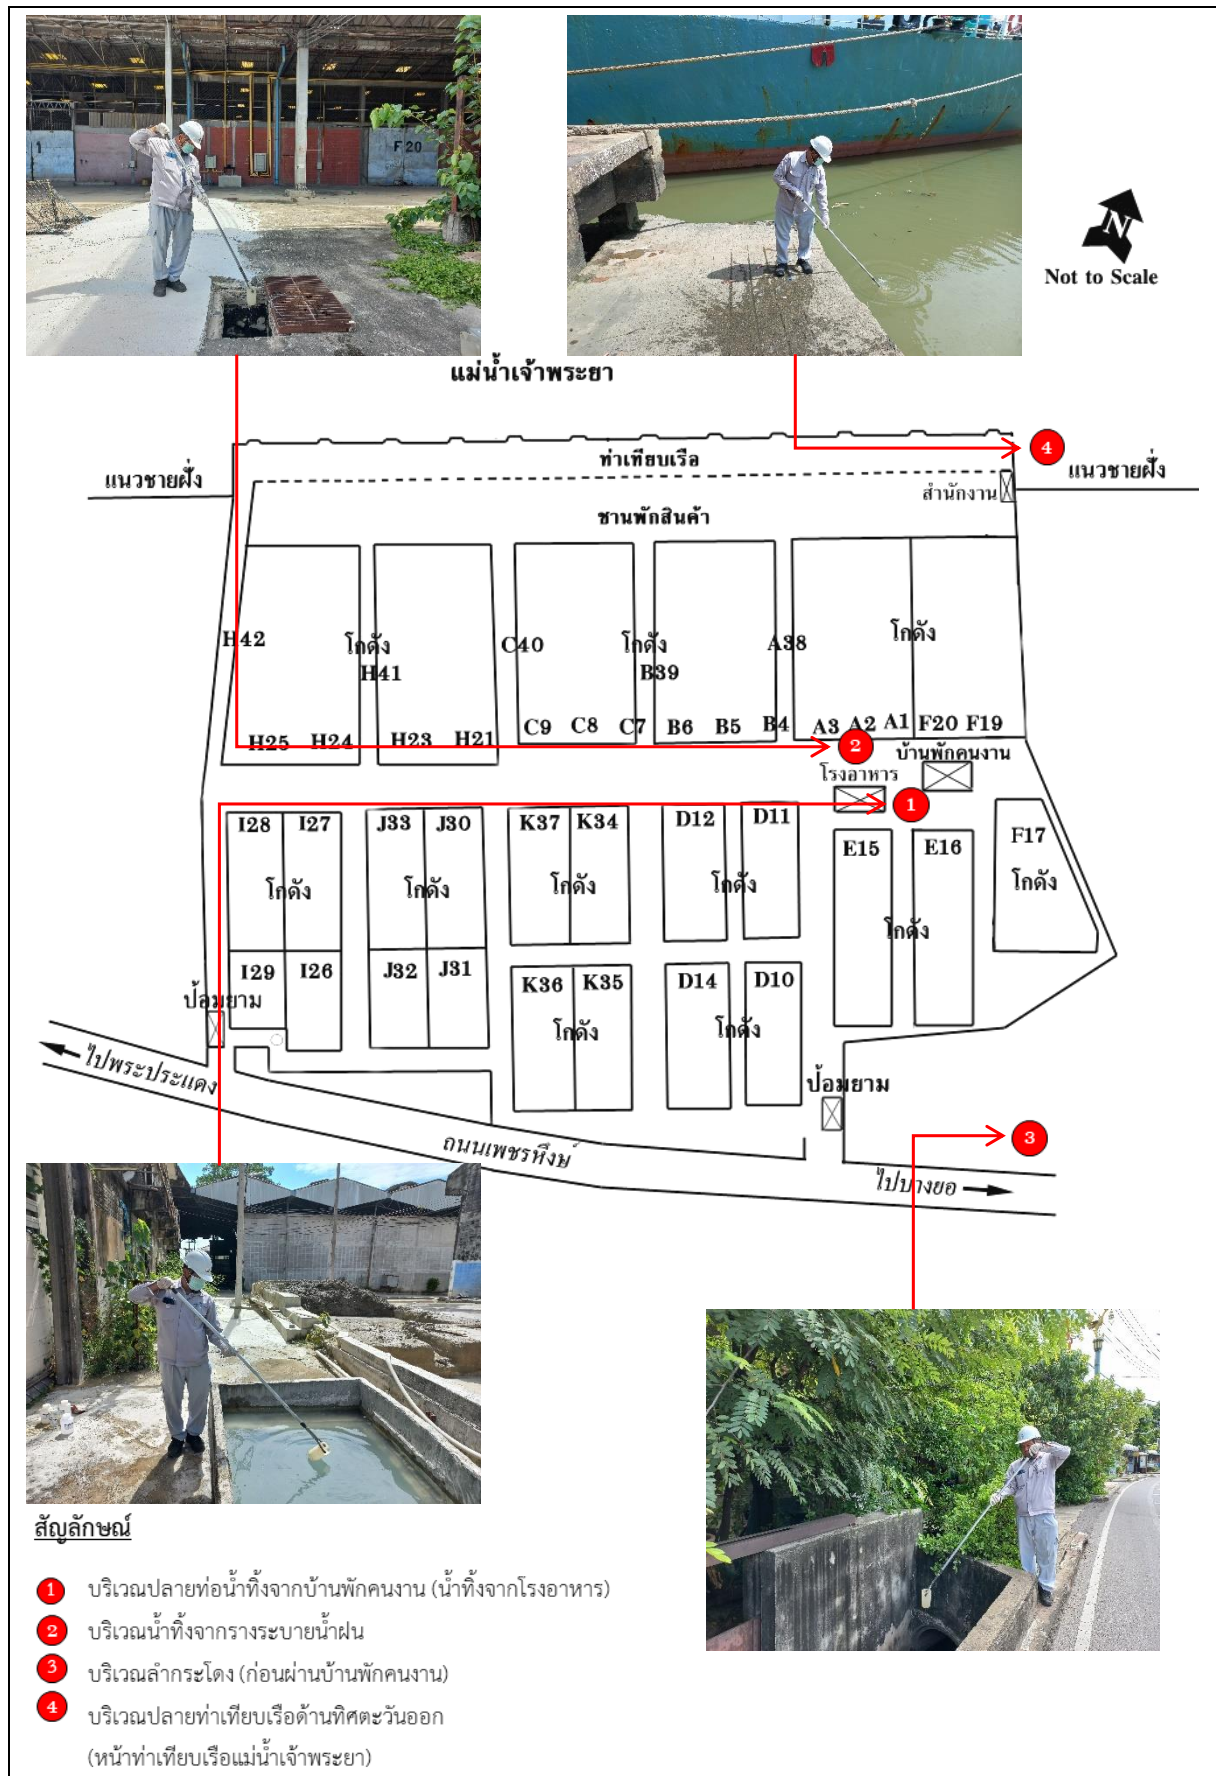 F 20
N
Not to Scale
แม่น้ำเจ้าพระยา
4
ท่าเทียบเรือ
แนวชายฝั่ง
แนวชายฝั่ง
สำนักงาน
ชานพักสินค้า
H42
โกดัง
H41
C40
โกดัง
B39
A38
โกดัง
H25 H24 H23 H21 C9 C8 C7 B6 B5 B4 A3 A2 A1 F20 F19
2
บ้านพักคนงาน
โรงอาหาร
1
I28 I27 J33 J30 K37 K34 D12 D11 E15 E16 F17
โกดัง โกดัง โกดัง โกดัง โกดัง โกดัง
I29 I26 J32 J31 K36 K35 D14 D10
ป้อมยาม
โกดัง โกดัง
ไปพระประแดง
ป้อมยาม
3
ถนนเพชรหึงษ์
ไปบางยอ
สัญลักษณ์
1 บริเวณปลายท่อน้ำทิ้งจากบ้านพักคนงาน (น้ำทิ้งจากโรงอาหาร)
2 บริเวณน้ำทิ้งจากรางระบายน้ำฝน
3 บริเวณลำกระโดง (ก่อนผ่านบ้านพักคนงาน)
4 บริเวณปลายท่าเทียบเรือด้านทิศตะวันออก
(หน้าท่าเทียบเรือแม่น้ำเจ้าพระยา)